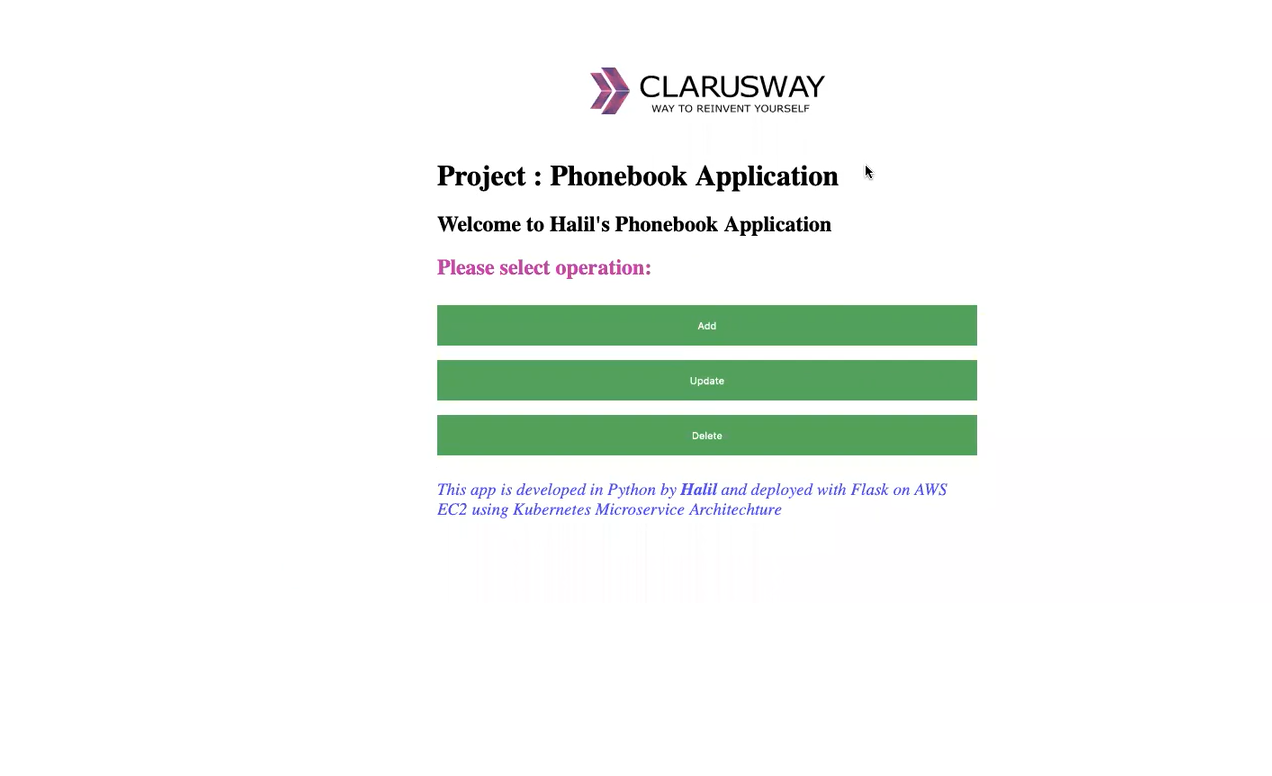 CLARUSWAY
WAY TO REINVENT YOURSELF
Project : Phonebook Application
Welcome to Halil's Phonebook Application
Please select operation:
Add
Update
Delete
This app is developed in Python by Halil and deployed with Flask on AWS
EC2 using Kubernetes Microservice Architechture